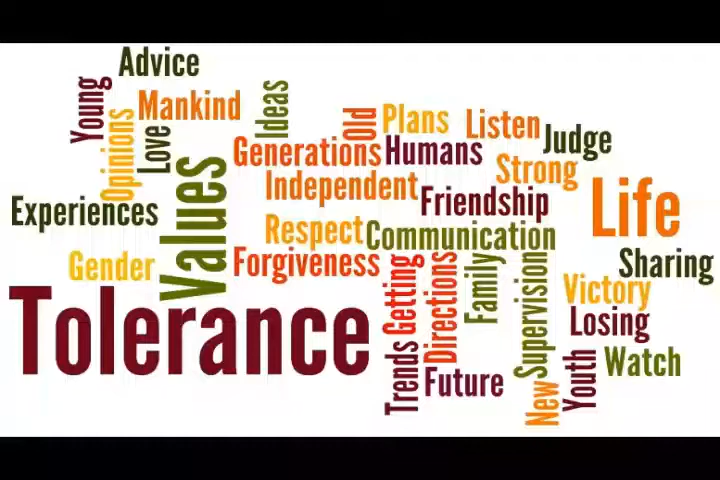 Advice
Young
Opinions
Mankind
Love
Ideas
Old
Plans
Listen
Judge
Generations
Humans
Strong
Independent
Friendship
Life
Experiences
Values
Respect
Communication
Gender
Forgiveness
Sharing
Tolerance
Getting
Directions
Family
Supervision
Victory
Losing
Trends
Future
New
Youth
Watch